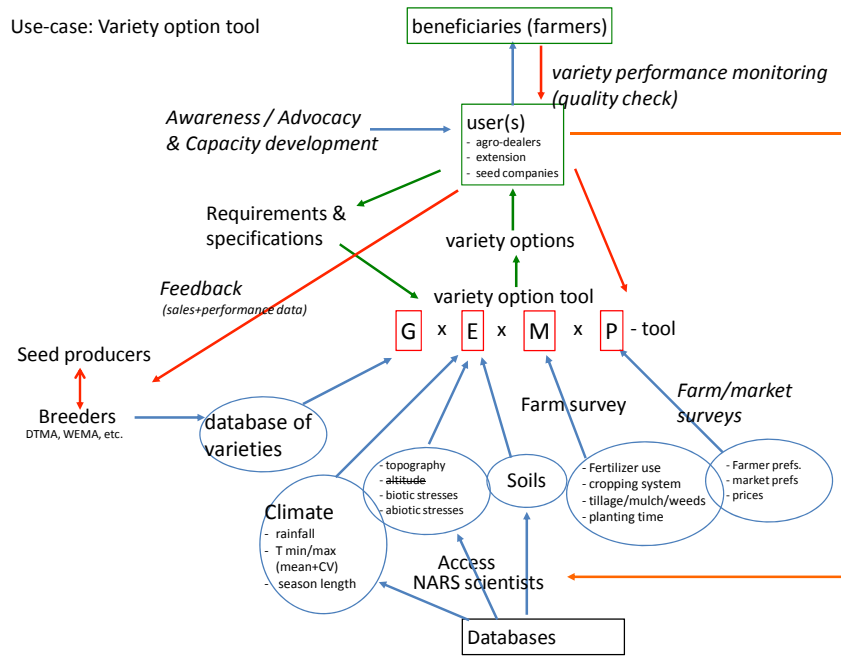 Use-case: Variety option tool
beneficiaries (farmers)
variety performance monitoring
(quality check)
Awareness / Advocacy
& Capacity development
user(s)
- agro-dealers
- extension
- seed companies
Requirements &
specifications
variety options
Feedback
(sales+performance data)
variety option tool
G x E x M x P - tool
Seed producers
Breeders
DTMA, WEMA, etc.
database of
varieties
Farm survey
Farm/market
surveys
- topography
- altitude
- biotic stresses
- abiotic stresses
Soils
- Fertilizer use
- cropping system
- tillage/mulch/weeds
- planting time
- Farmer prefs.
- market prefs
- prices
Climate
- rainfall
- T min/max
(mean+CV)
- season length
Access
NARS scientists
Databases